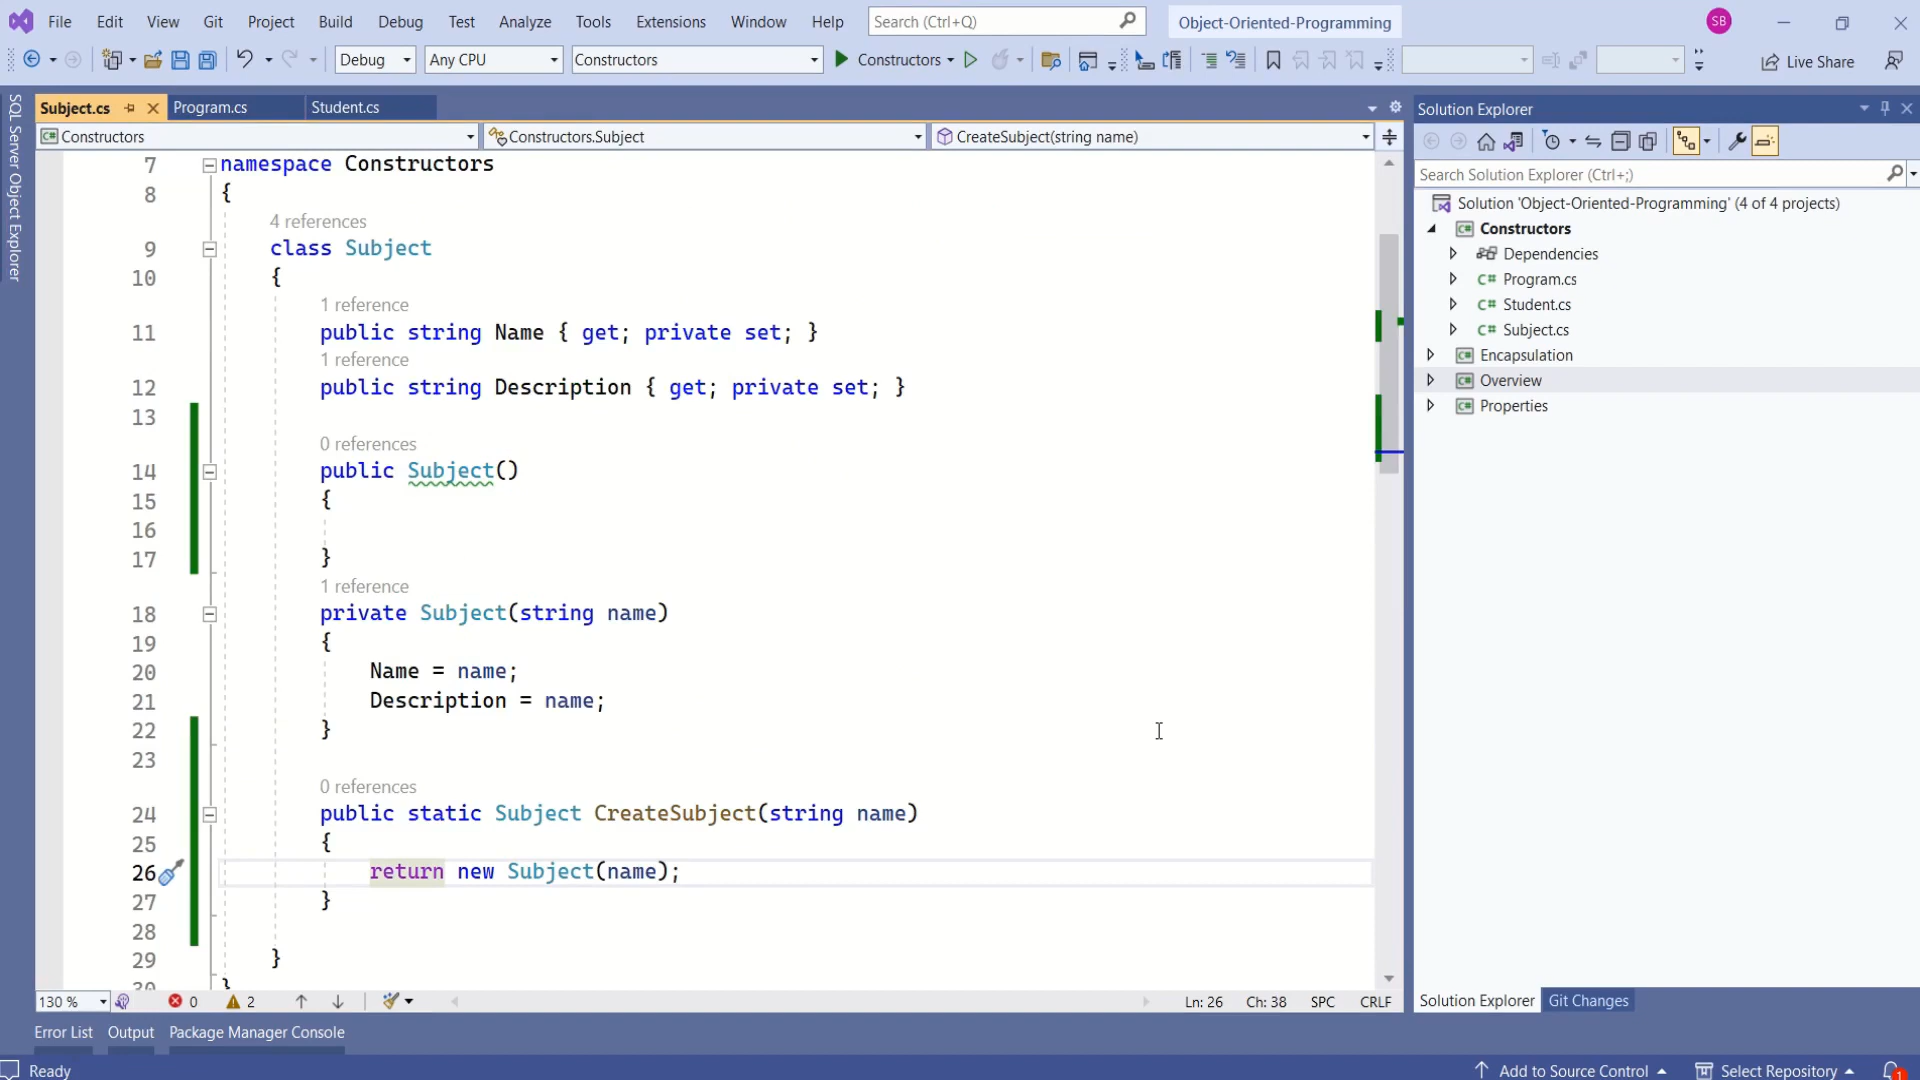 File Edit View Git Project Build Debug Test Analyze Tools Extensions Window Help Search (Ctrl+Q) Object-Oriented-Programming SB
Debug Any CPU Constructors Constructors Live Share
SQL Server Object Explorer
Subject.cs Program.cs Student.cs
Constructors Constructors.Subject CreateSubject(string name)
7 namespace Constructors
8 {
4 references
9 class Subject
10 {
1 reference
11 public string Name { get; private set; }
1 reference
12 public string Description { get; private set; }
13
0 references
14 public Subject()
15 {
16
17 }
1 reference
18 private Subject(string name)
19 {
20 Name = name;
21 Description = name;
22 }
23
0 references
24 public static Subject CreateSubject(string name)
25 {
26 return new Subject(name);
27 }
28
29 }
30 }
130 % 0 2 Ln: 26 Ch: 38 SPC CRLF
Solution Explorer
Search Solution Explorer (Ctrl+;)
Solution 'Object-Oriented-Programming' (4 of 4 projects)
Constructors
Dependencies
C# Program.cs
C# Student.cs
C# Subject.cs
Encapsulation
Overview
Properties
Solution Explorer Git Changes
Error List Output Package Manager Console
Ready Add to Source Control Select Repository 1